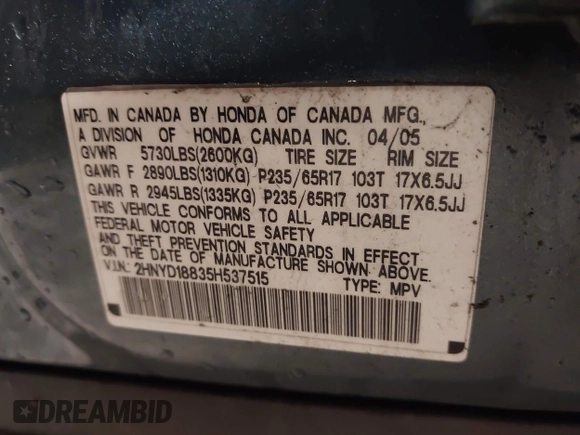 MFD. IN CANADA BY HONDA OF CANADA MFG.,
A DIVISION OF HONDA CANADA INC. 04/05
GVWR 5730LBS(2600KG) TIRE SIZE RIM SIZE
GAWR F 2890LBS(1310KG) P235/65R17 103T 17X6.5JJ
GAWR R 2945LBS(1335KG) P235/65R17 103T 17X6.5JJ
THIS VEHICLE CONFORMS TO ALL APPLICABLE
FEDERAL MOTOR VEHICLE SAFETY
AND THEFT PREVENTION STANDARDS IN EFFECT
ON THE DATE OF MANUFACTURE SHOWN ABOVE.
V.I.N.: 2HNYD18835H537515 TYPE: MPV
DREAMBID